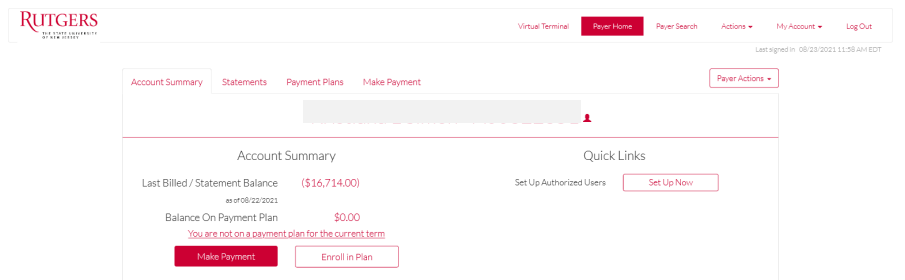 RUTGERS
THE STATE UNIVERSITY
OF NEW JERSEY
Virtual Terminal Payer Home Payer Search Actions My Account Log Out
Last signed in 08/23/2021 11:58 AM EDT
Account Summary Statements Payment Plans Make Payment Payer Actions
Account Summary
Last Billed / Statement Balance ($16,714.00)
as of 08/22/2021
Balance On Payment Plan $0.00
You are not on a payment plan for the current term
Make Payment Enroll in Plan
Quick Links
Set Up Authorized Users Set Up Now